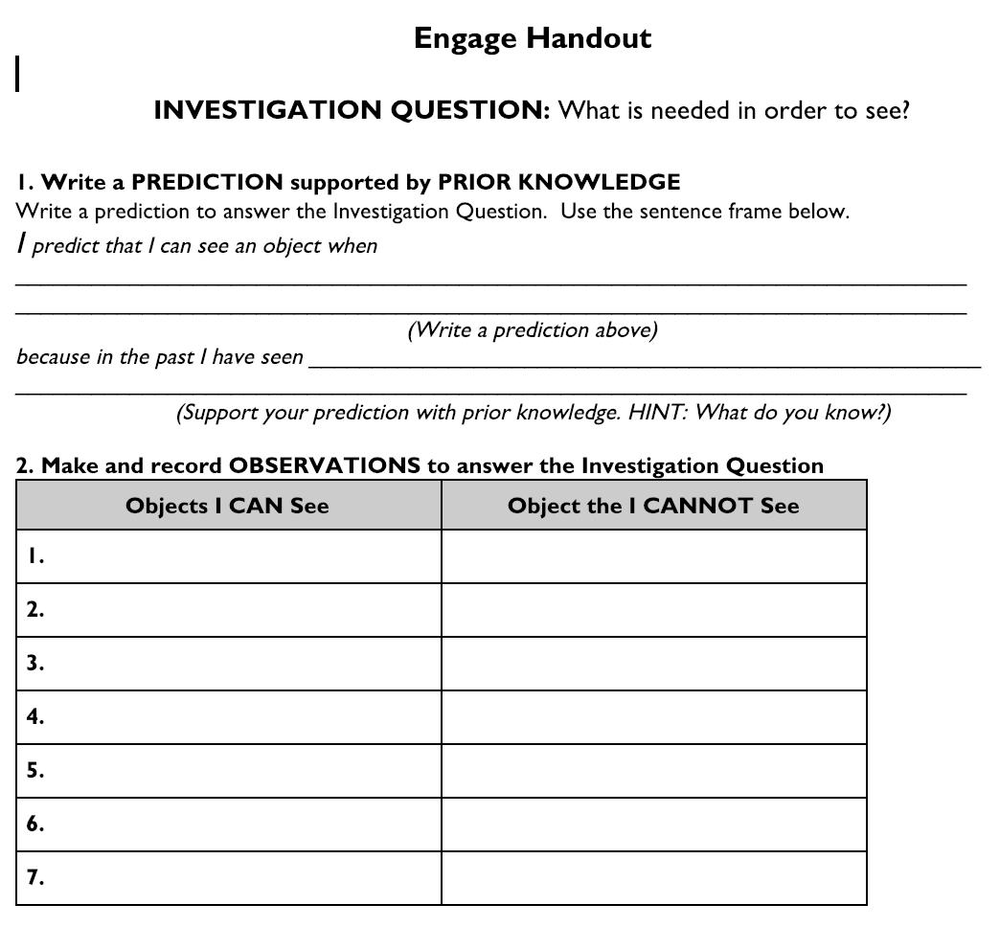 Engage Handout
INVESTIGATION QUESTION: What is needed in order to see?
1. Write a PREDICTION supported by PRIOR KNOWLEDGE
Write a prediction to answer the Investigation Question.  Use the sentence frame below.
I predict that I can see an object when
(Write a prediction above)
because in the past I have seen
(Support your prediction with prior knowledge. HINT: What do you know?)
2. Make and record OBSERVATIONS to answer the Investigation Question
Objects I CAN See Object the I CANNOT See
1.
2.
3.
4.
5.
6.
7.